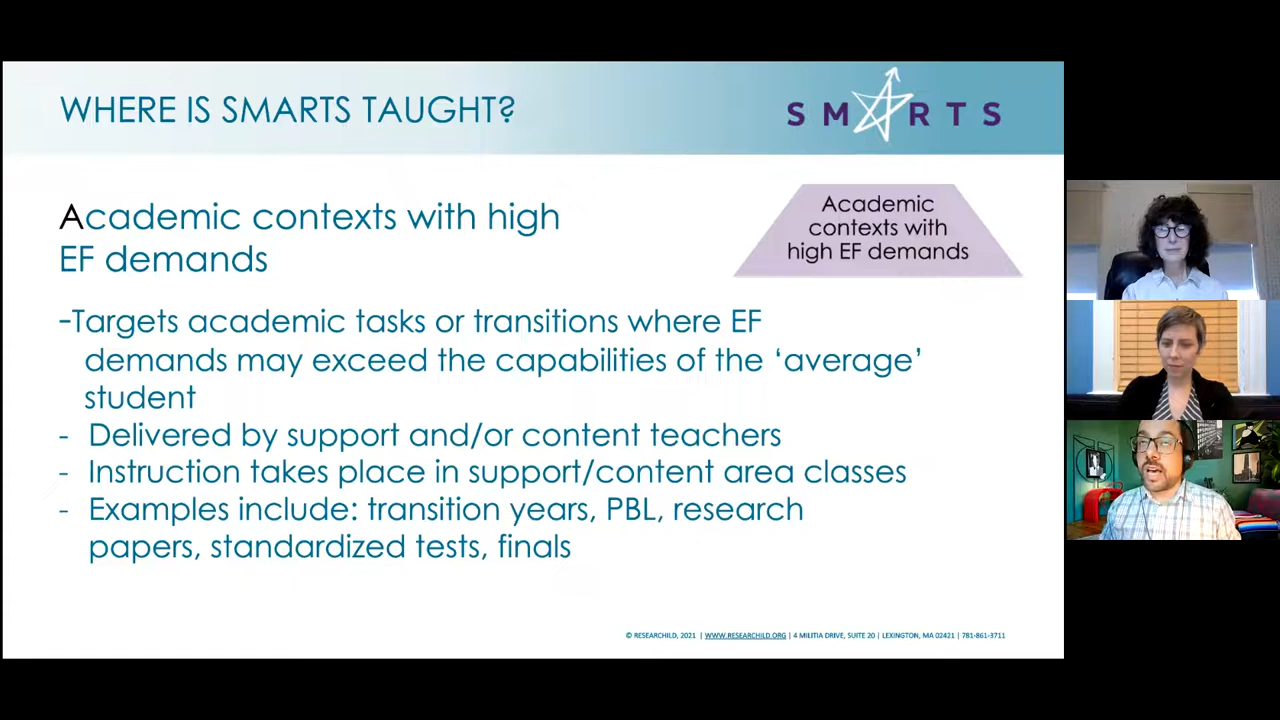 WHERE IS SMARTS TAUGHT?
S M A R T S
Academic contexts with high
EF demands
Academic
contexts with
high EF demands
-Targets academic tasks or transitions where EF
demands may exceed the capabilities of the ‘average’
student
- Delivered by support and/or content teachers
- Instruction takes place in support/content area classes
- Examples include: transition years, PBL, research
papers, standardized tests, finals
© RESEARCHILD, 2021 | WWW.RESEARCHILD.ORG | 4 MILITIA DRIVE, SUITE 20 | LEXINGTON, MA 02421 | 781-861-3711